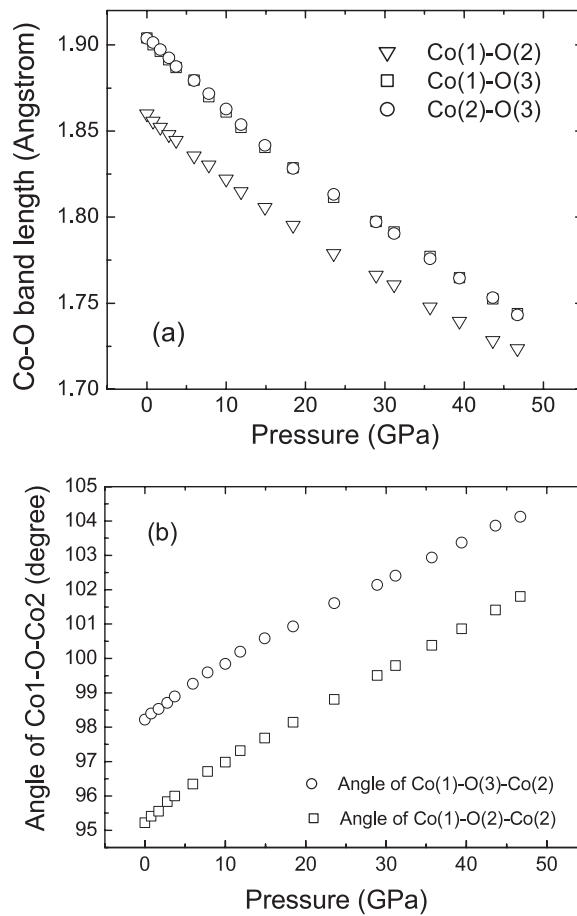 (a)
Co(1)-O(2)
Co(1)-O(3)
Co(2)-O(3)
Co-O band length (Angstrom)
1.90
1.85
1.80
1.75
1.70
0 10 20 30 40 50
Pressure (GPa)
(b)
Angle of Co1-O-Co2 (degree)
105
104
102
100
98
97
96
95
Angle of Co(1)-O(3)-Co(2)
Angle of Co(1)-O(2)-Co(2)
0 10 20 30 40 50
Pressure (GPa)